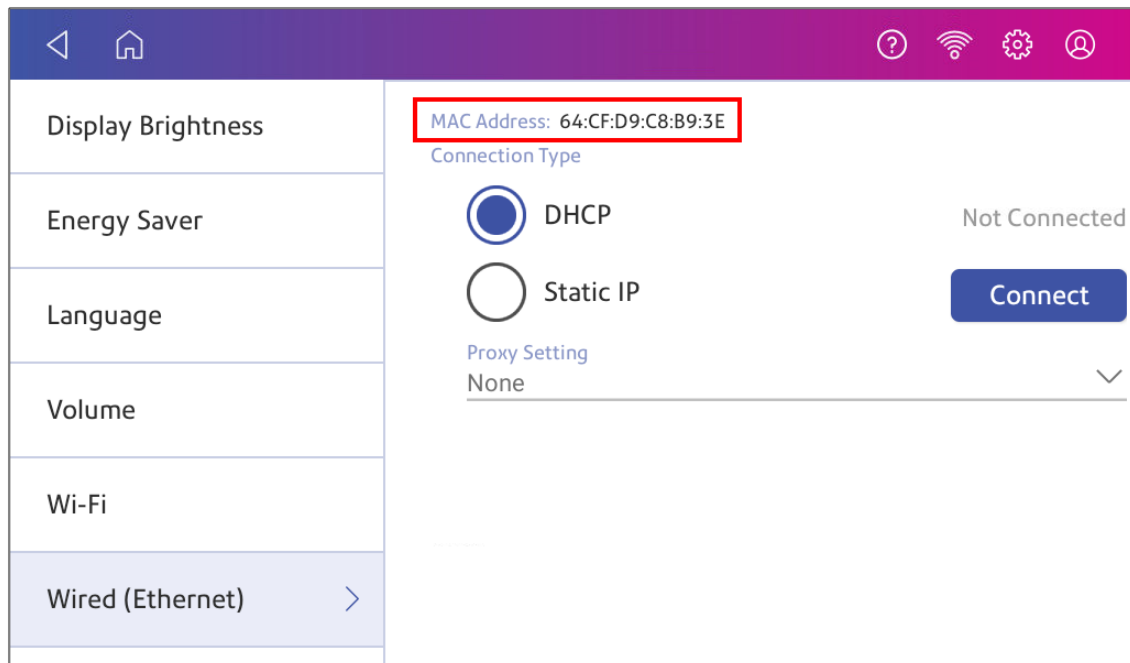 Display Brightness
Energy Saver
Language
Volume
Wi-Fi
Wired (Ethernet)
MAC Address: 64:CF:D9:C8:B9:3E
Connection Type
DHCP
Not Connected
Static IP
Connect
Proxy Setting
None